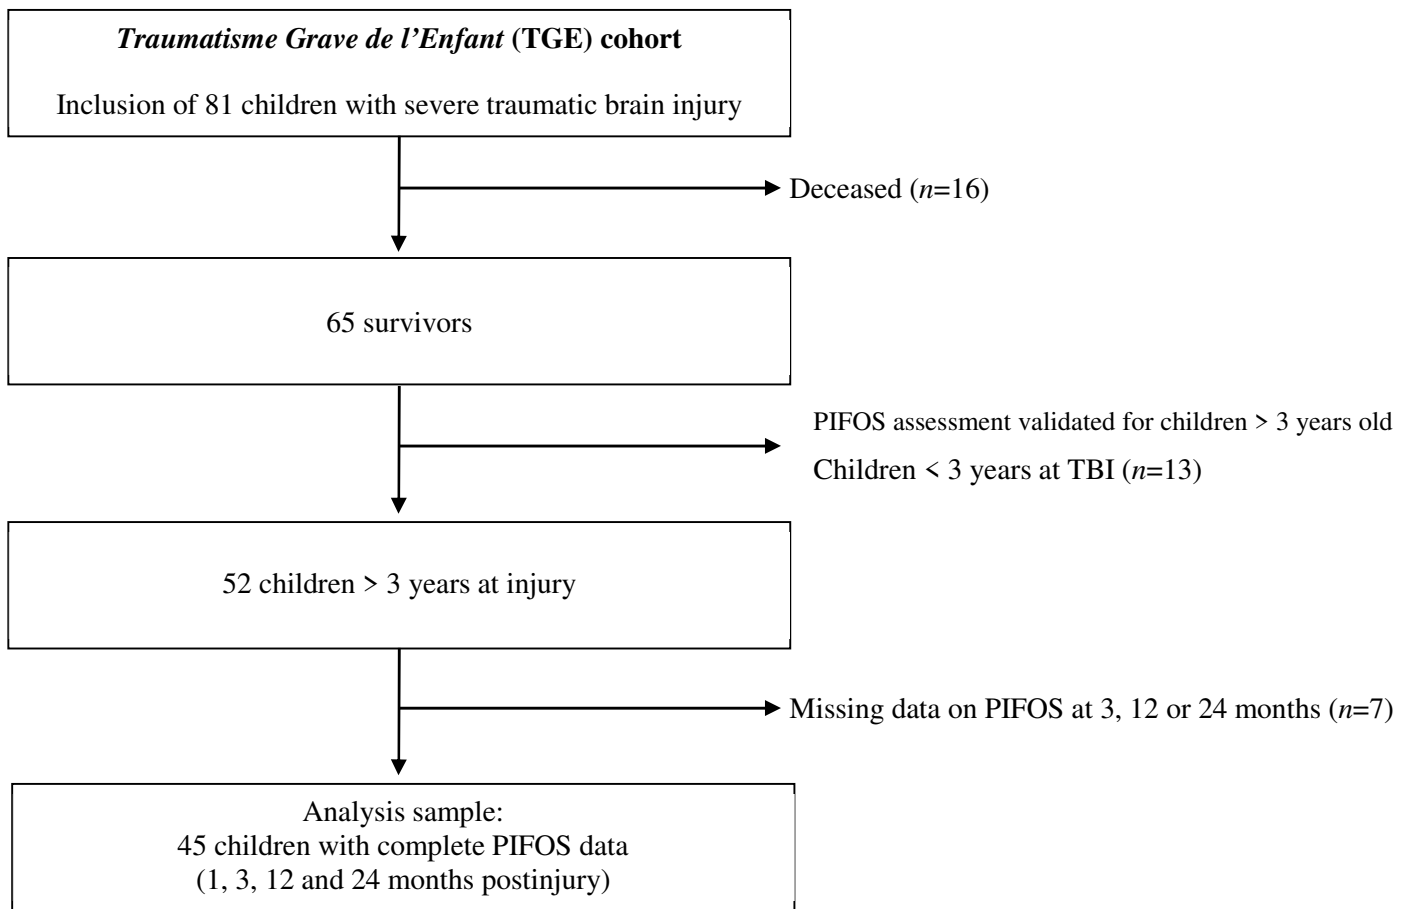 Traumatisme Grave de l’Enfant (TGE) cohort
Inclusion of 81 children with severe traumatic brain injury
Deceased (n=16)
65 survivors
PIFOS assessment validated for children > 3 years old
Children < 3 years at TBI (n=13)
52 children > 3 years at injury
Missing data on PIFOS at 3, 12 or 24 months (n=7)
Analysis sample:
45 children with complete PIFOS data
(1, 3, 12 and 24 months postinjury)